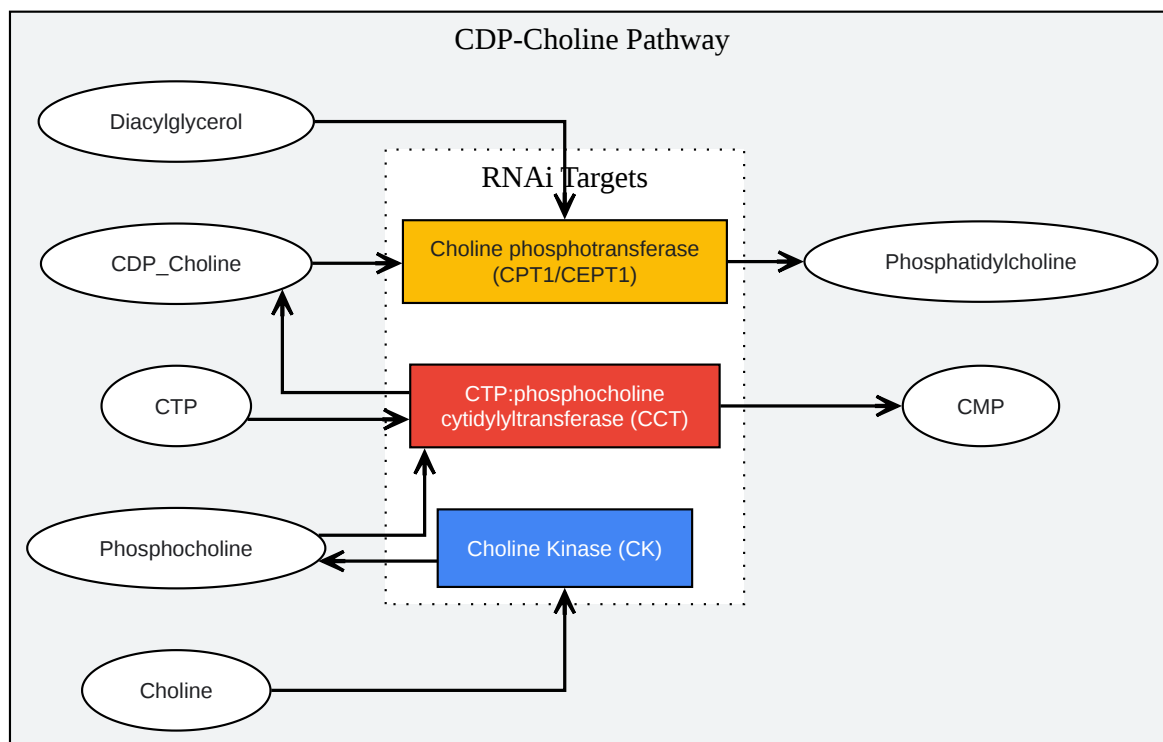 CDP-Choline Pathway
Diacylglycerol
RNAi Targets
CDP_Choline
Choline phosphotransferase
(CPT1/CEPT1)
Phosphatidylcholine
CTP
CTP:phosphocholine
cytidylyltransferase (CCT)
CMP
Phosphocholine
Choline Kinase (CK)
Choline